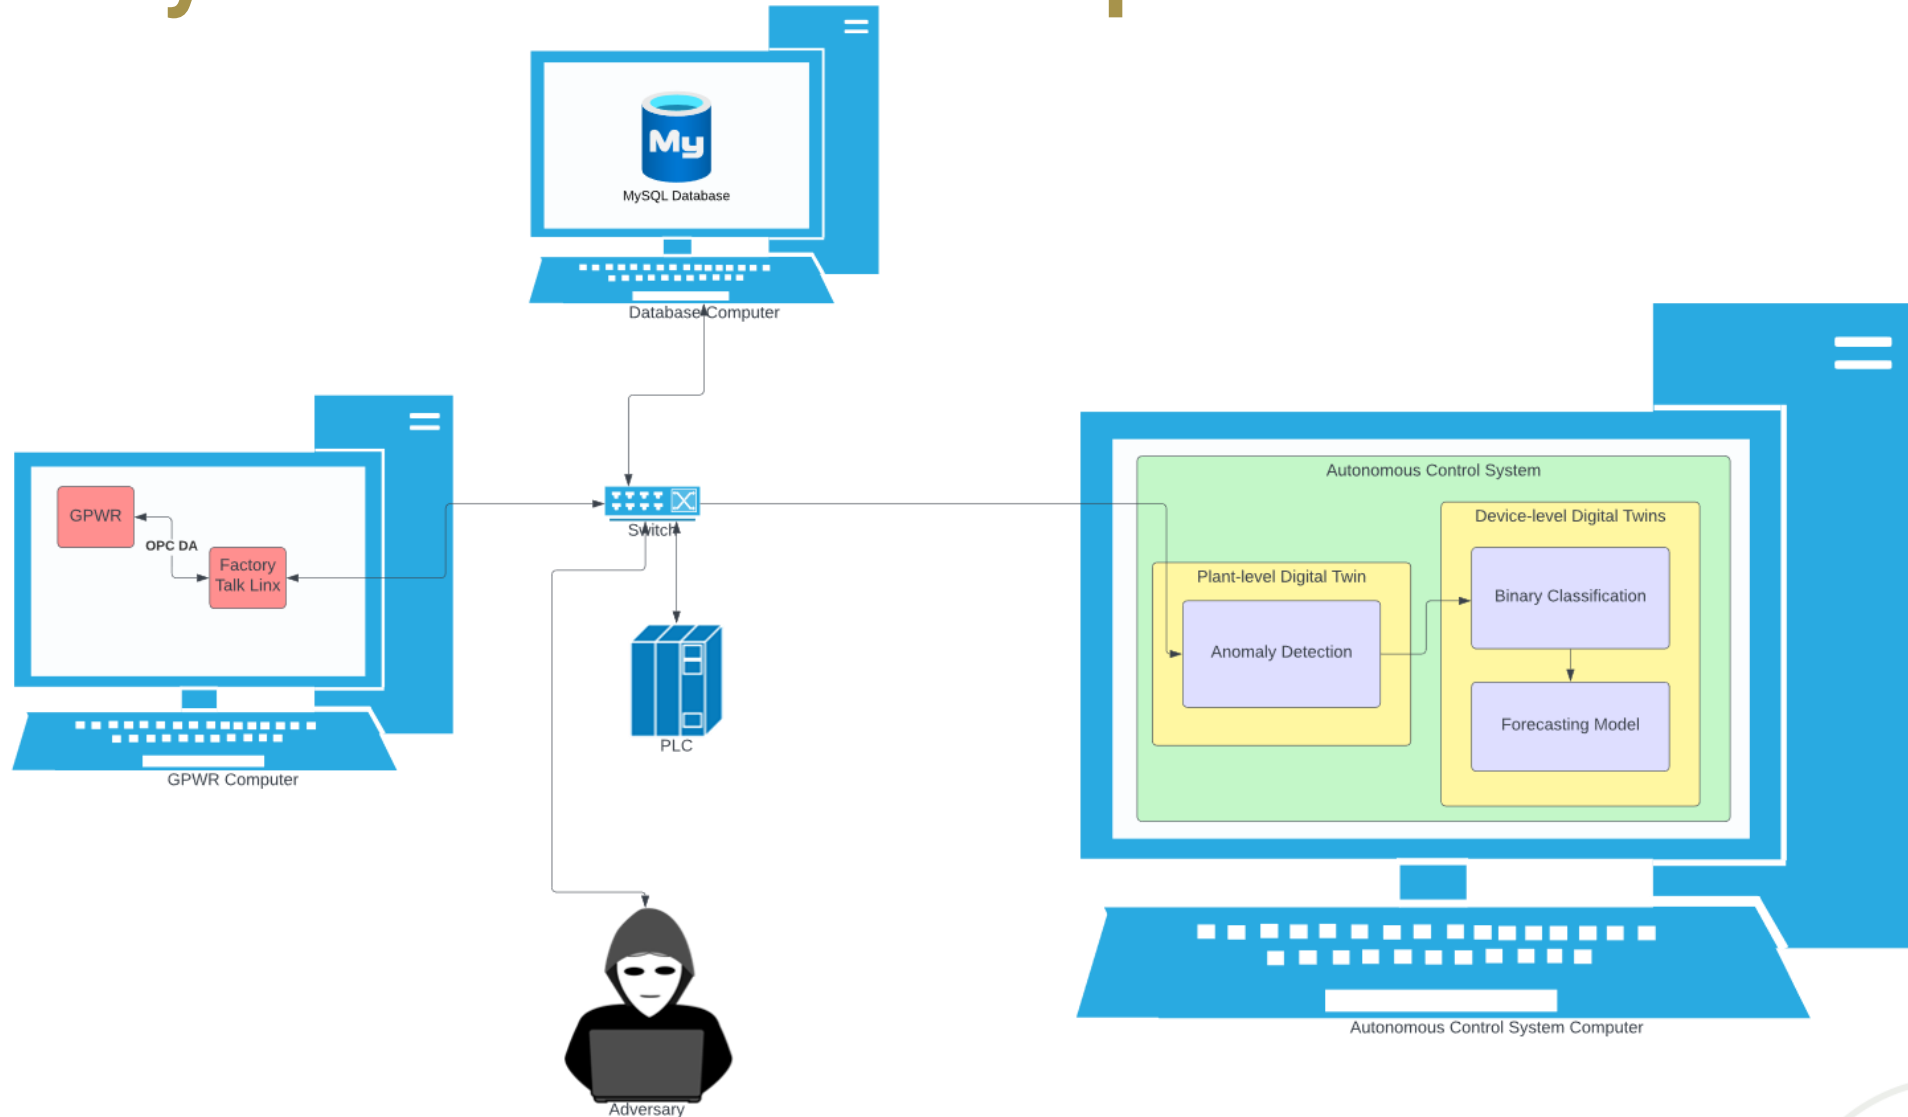 My
MySQL Database
Database Computer
GPWR
OPC DA
Factory
Talk Linx
GPWR Computer
Switch
PLC
Adversary
Autonomous Control System
Plant-level Digital Twin
Anomaly Detection
Device-level Digital Twins
Binary Classification
Forecasting Model
Autonomous Control System Computer